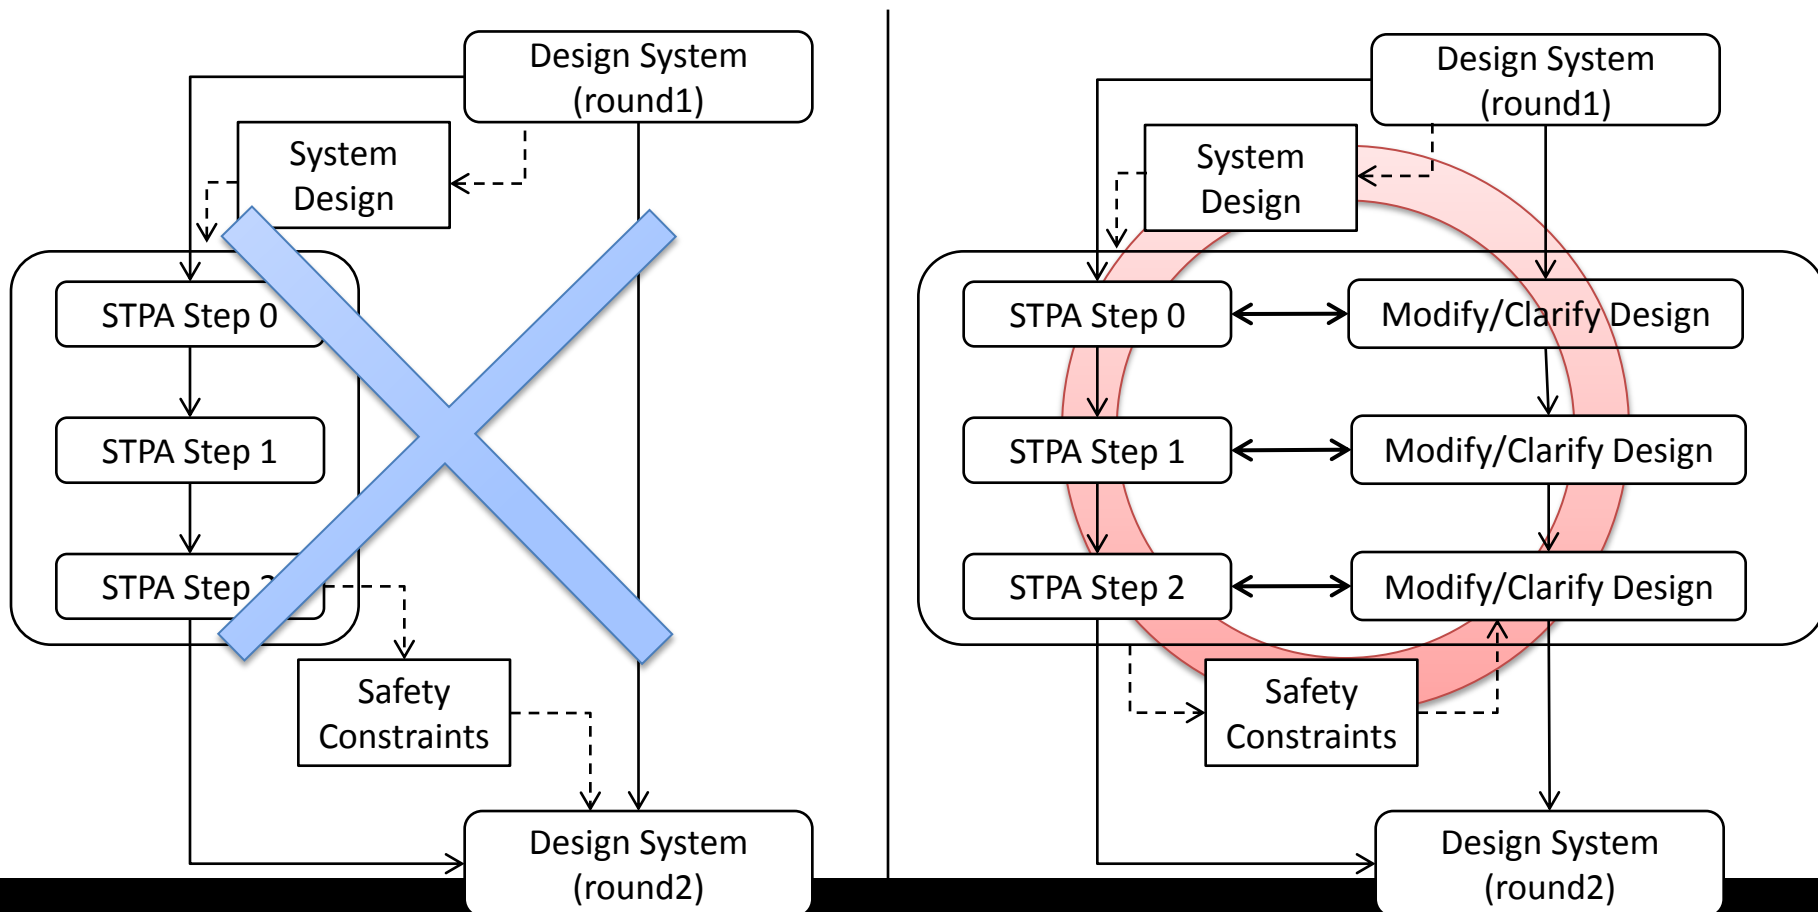 Design System
(round1)
System
Design
STPA Step 0
STPA Step 1
STPA Step
Safety
Constraints
Design System
(round2)
Design System
(round1)
System
Design
STPA Step 0
Modify/Clarify Design
STPA Step 1
Modify/Clarify Design
STPA Step 2
Modify/Clarify Design
Safety
Constraints
Design System
(round2)